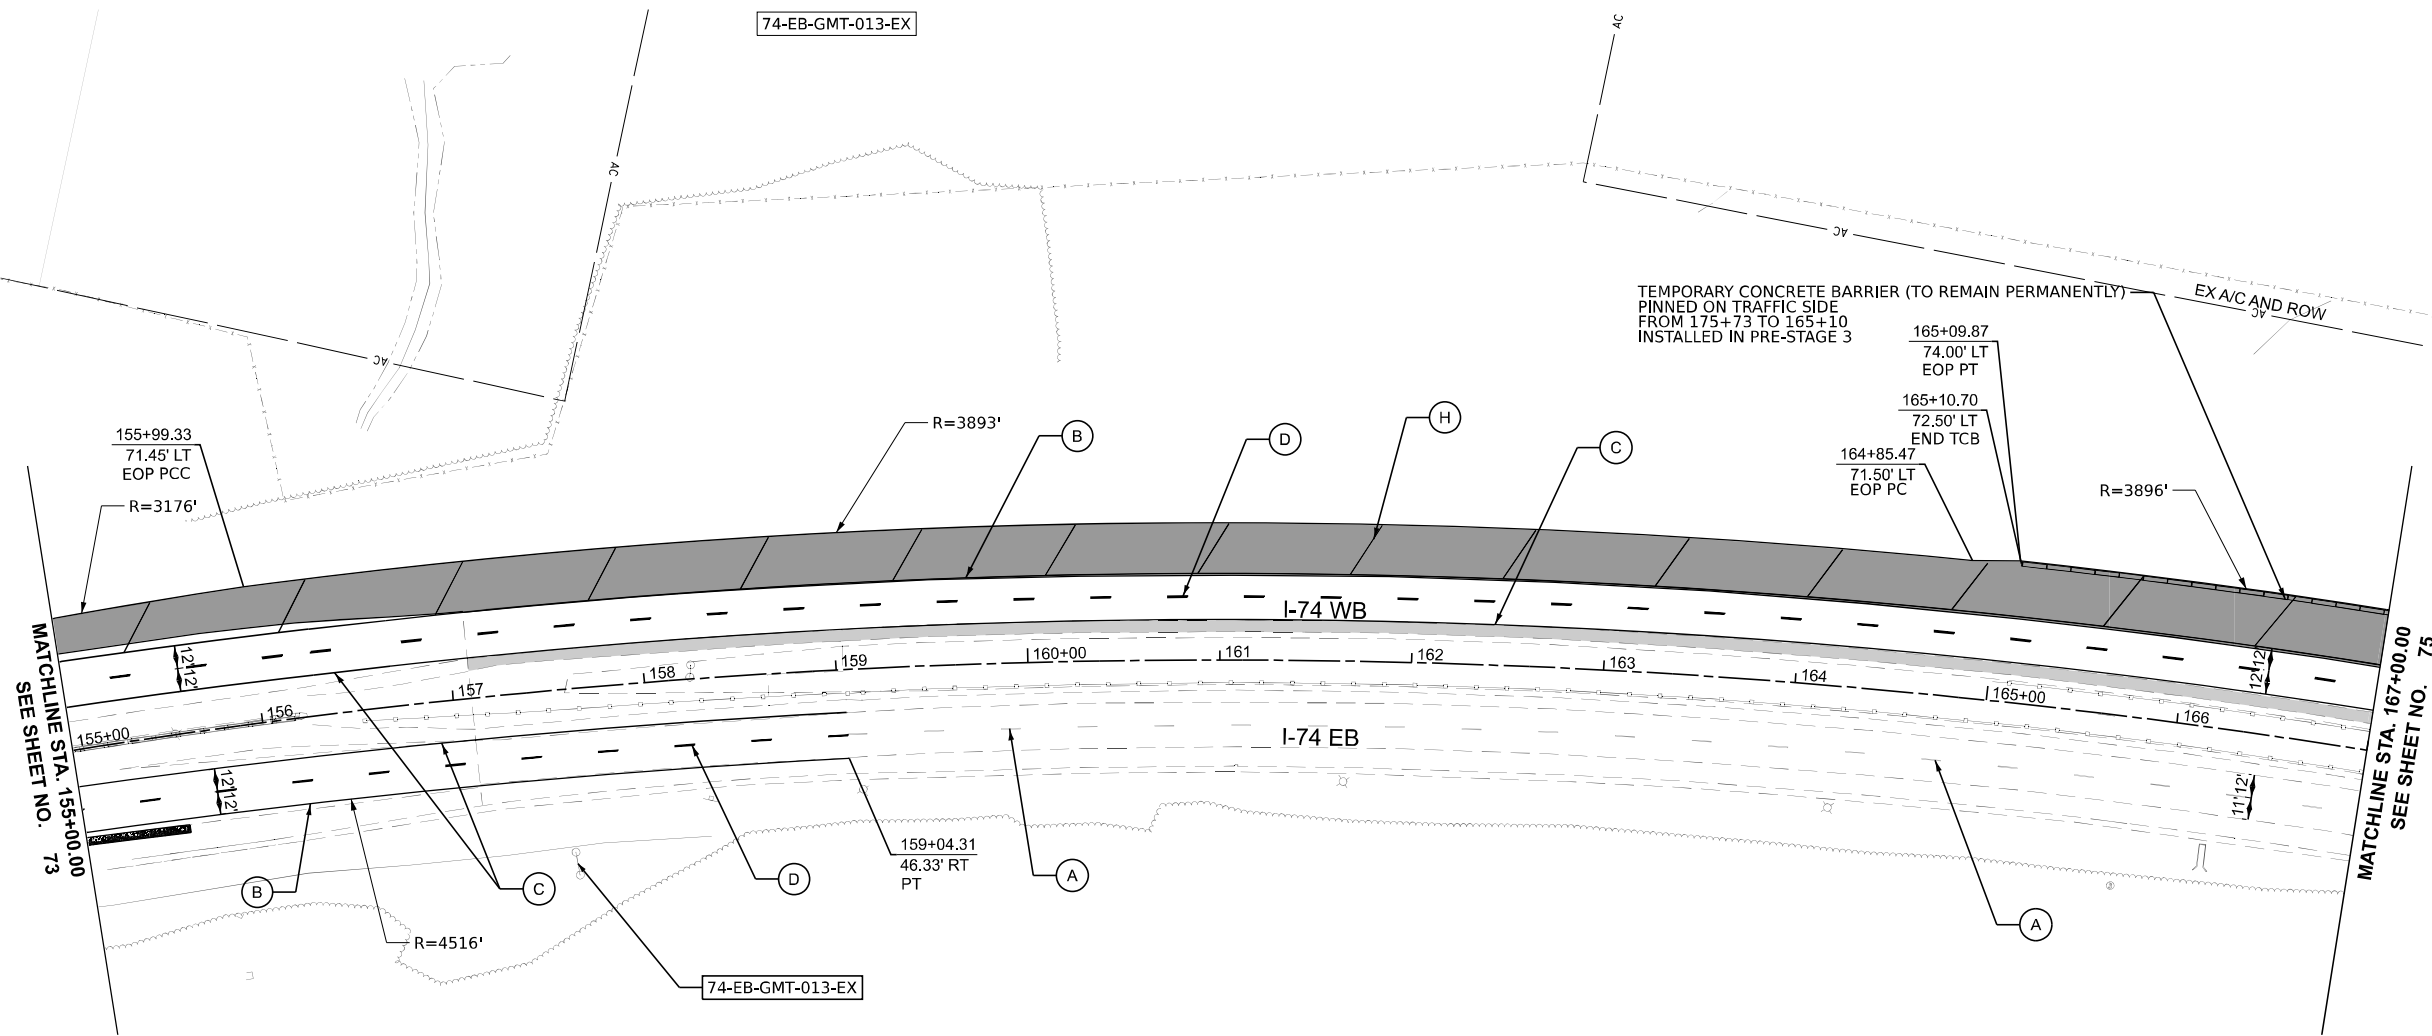 74-EB-GMT-013-EX
AC
AC
AC
AC
EX A/C AND ROW
AC
TEMPORARY CONCRETE BARRIER (TO REMAIN PERMANENTLY)
PINNED ON TRAFFIC SIDE
FROM 175+73 TO 165+10
INSTALLED IN PRE-STAGE 3
165+09.87
74.00' LT
EOP PT
165+10.70
72.50' LT
END TCB
164+85.47
71.50' LT
EOP PC
R=3896'
155+99.33
71.45' LT
EOP PCC
R=3176'
R=3893'
B
D
H
C
I-74 WB
12'
12'
12'
12'
155+00
156
157
158
159
160+00
161
162
163
164
165+00
166
I-74 EB
12'
12'
11'
12'
MATCHLINE STA. 155+00.00
SEE SHEET NO. 73
MATCHLINE STA. 167+00.00
SEE SHEET NO. 75
159+04.31
46.33' RT
PT
B
C
D
A
A
R=4516'
74-EB-GMT-013-EX